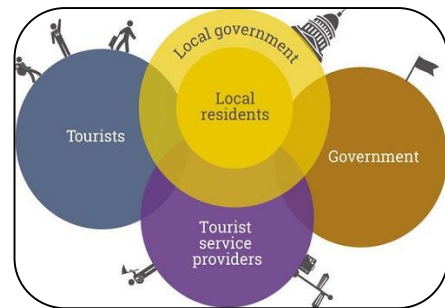 Local government
Local
residents
Tourists
Government
Tourist
service
providers